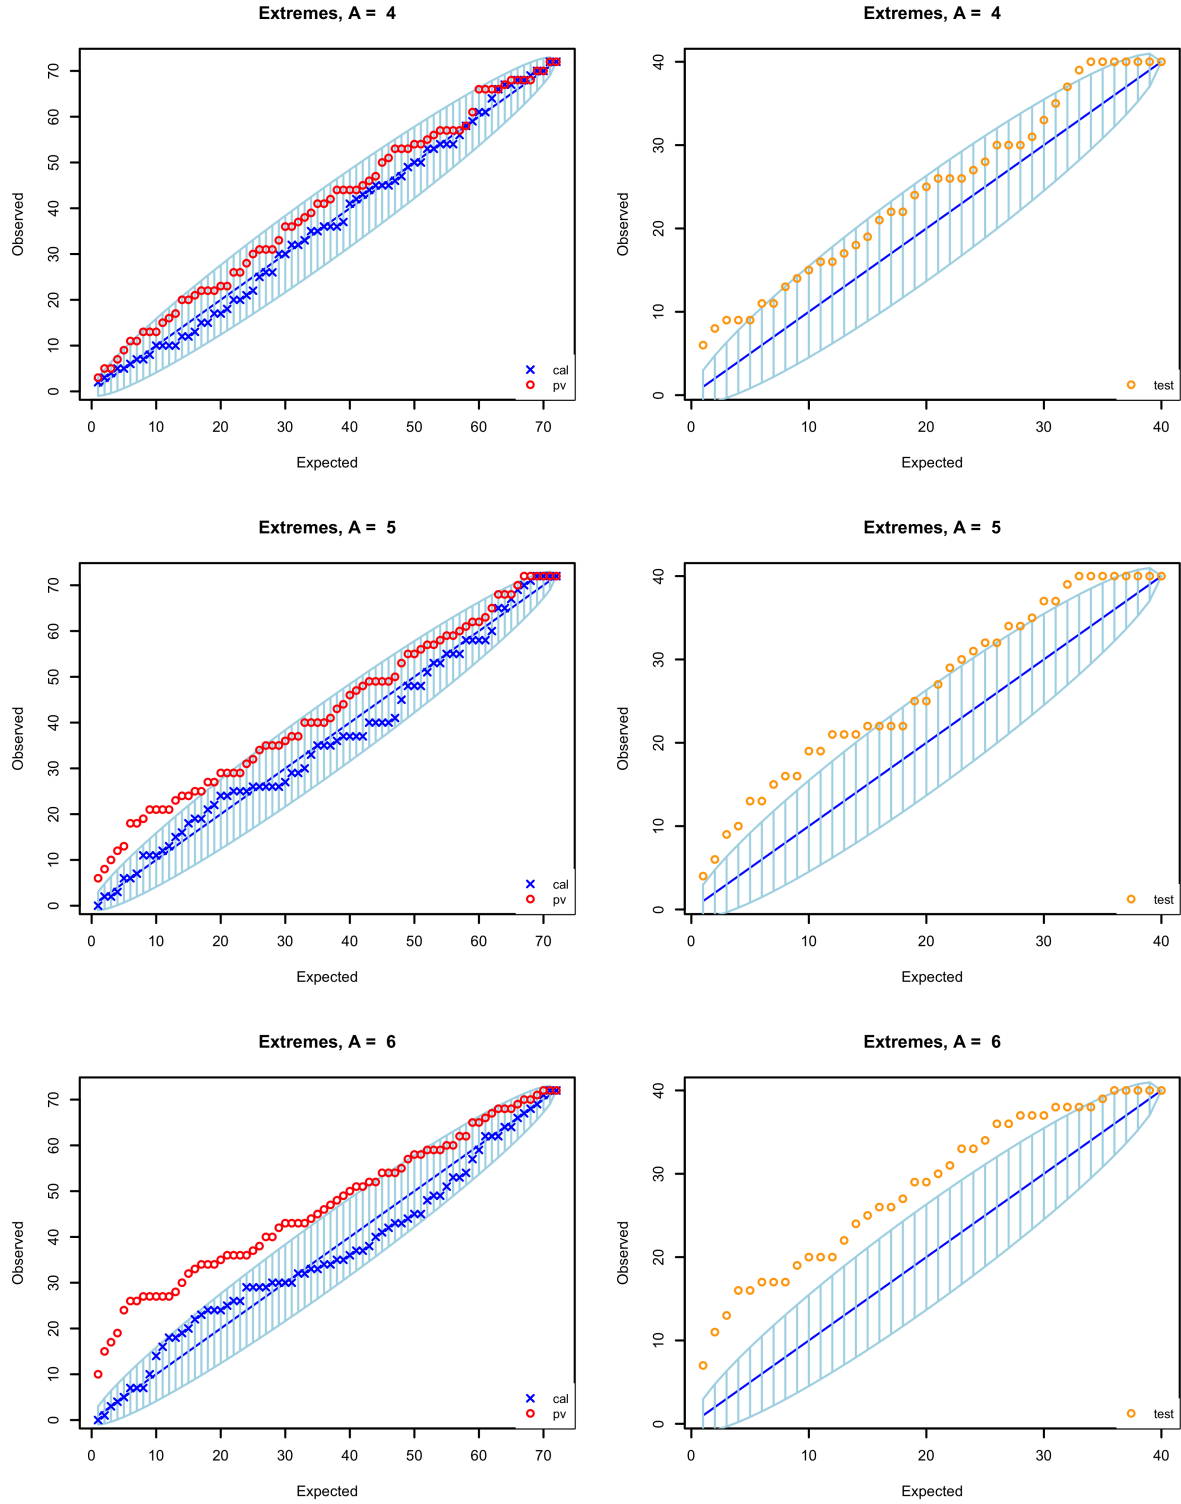 Extremes, A = 4
Observed
70
60
50
40
30
20
10
0
cal
pv
0 10 20 30 40 50 60 70
Expected
Extremes, A = 4
Observed
40
30
20
10
0
test
0 10 20 30 40
Expected
Extremes, A = 5
Observed
70
60
50
40
30
20
10
0
cal
pv
0 10 20 30 40 50 60 70
Expected
Extremes, A = 5
Observed
40
30
20
10
0
test
0 10 20 30 40
Expected
Extremes, A = 6
Observed
70
60
50
40
30
20
10
0
cal
pv
0 10 20 30 40 50 60 70
Expected
Extremes, A = 6
Observed
40
30
20
10
0
test
0 10 20 30 40
Expected